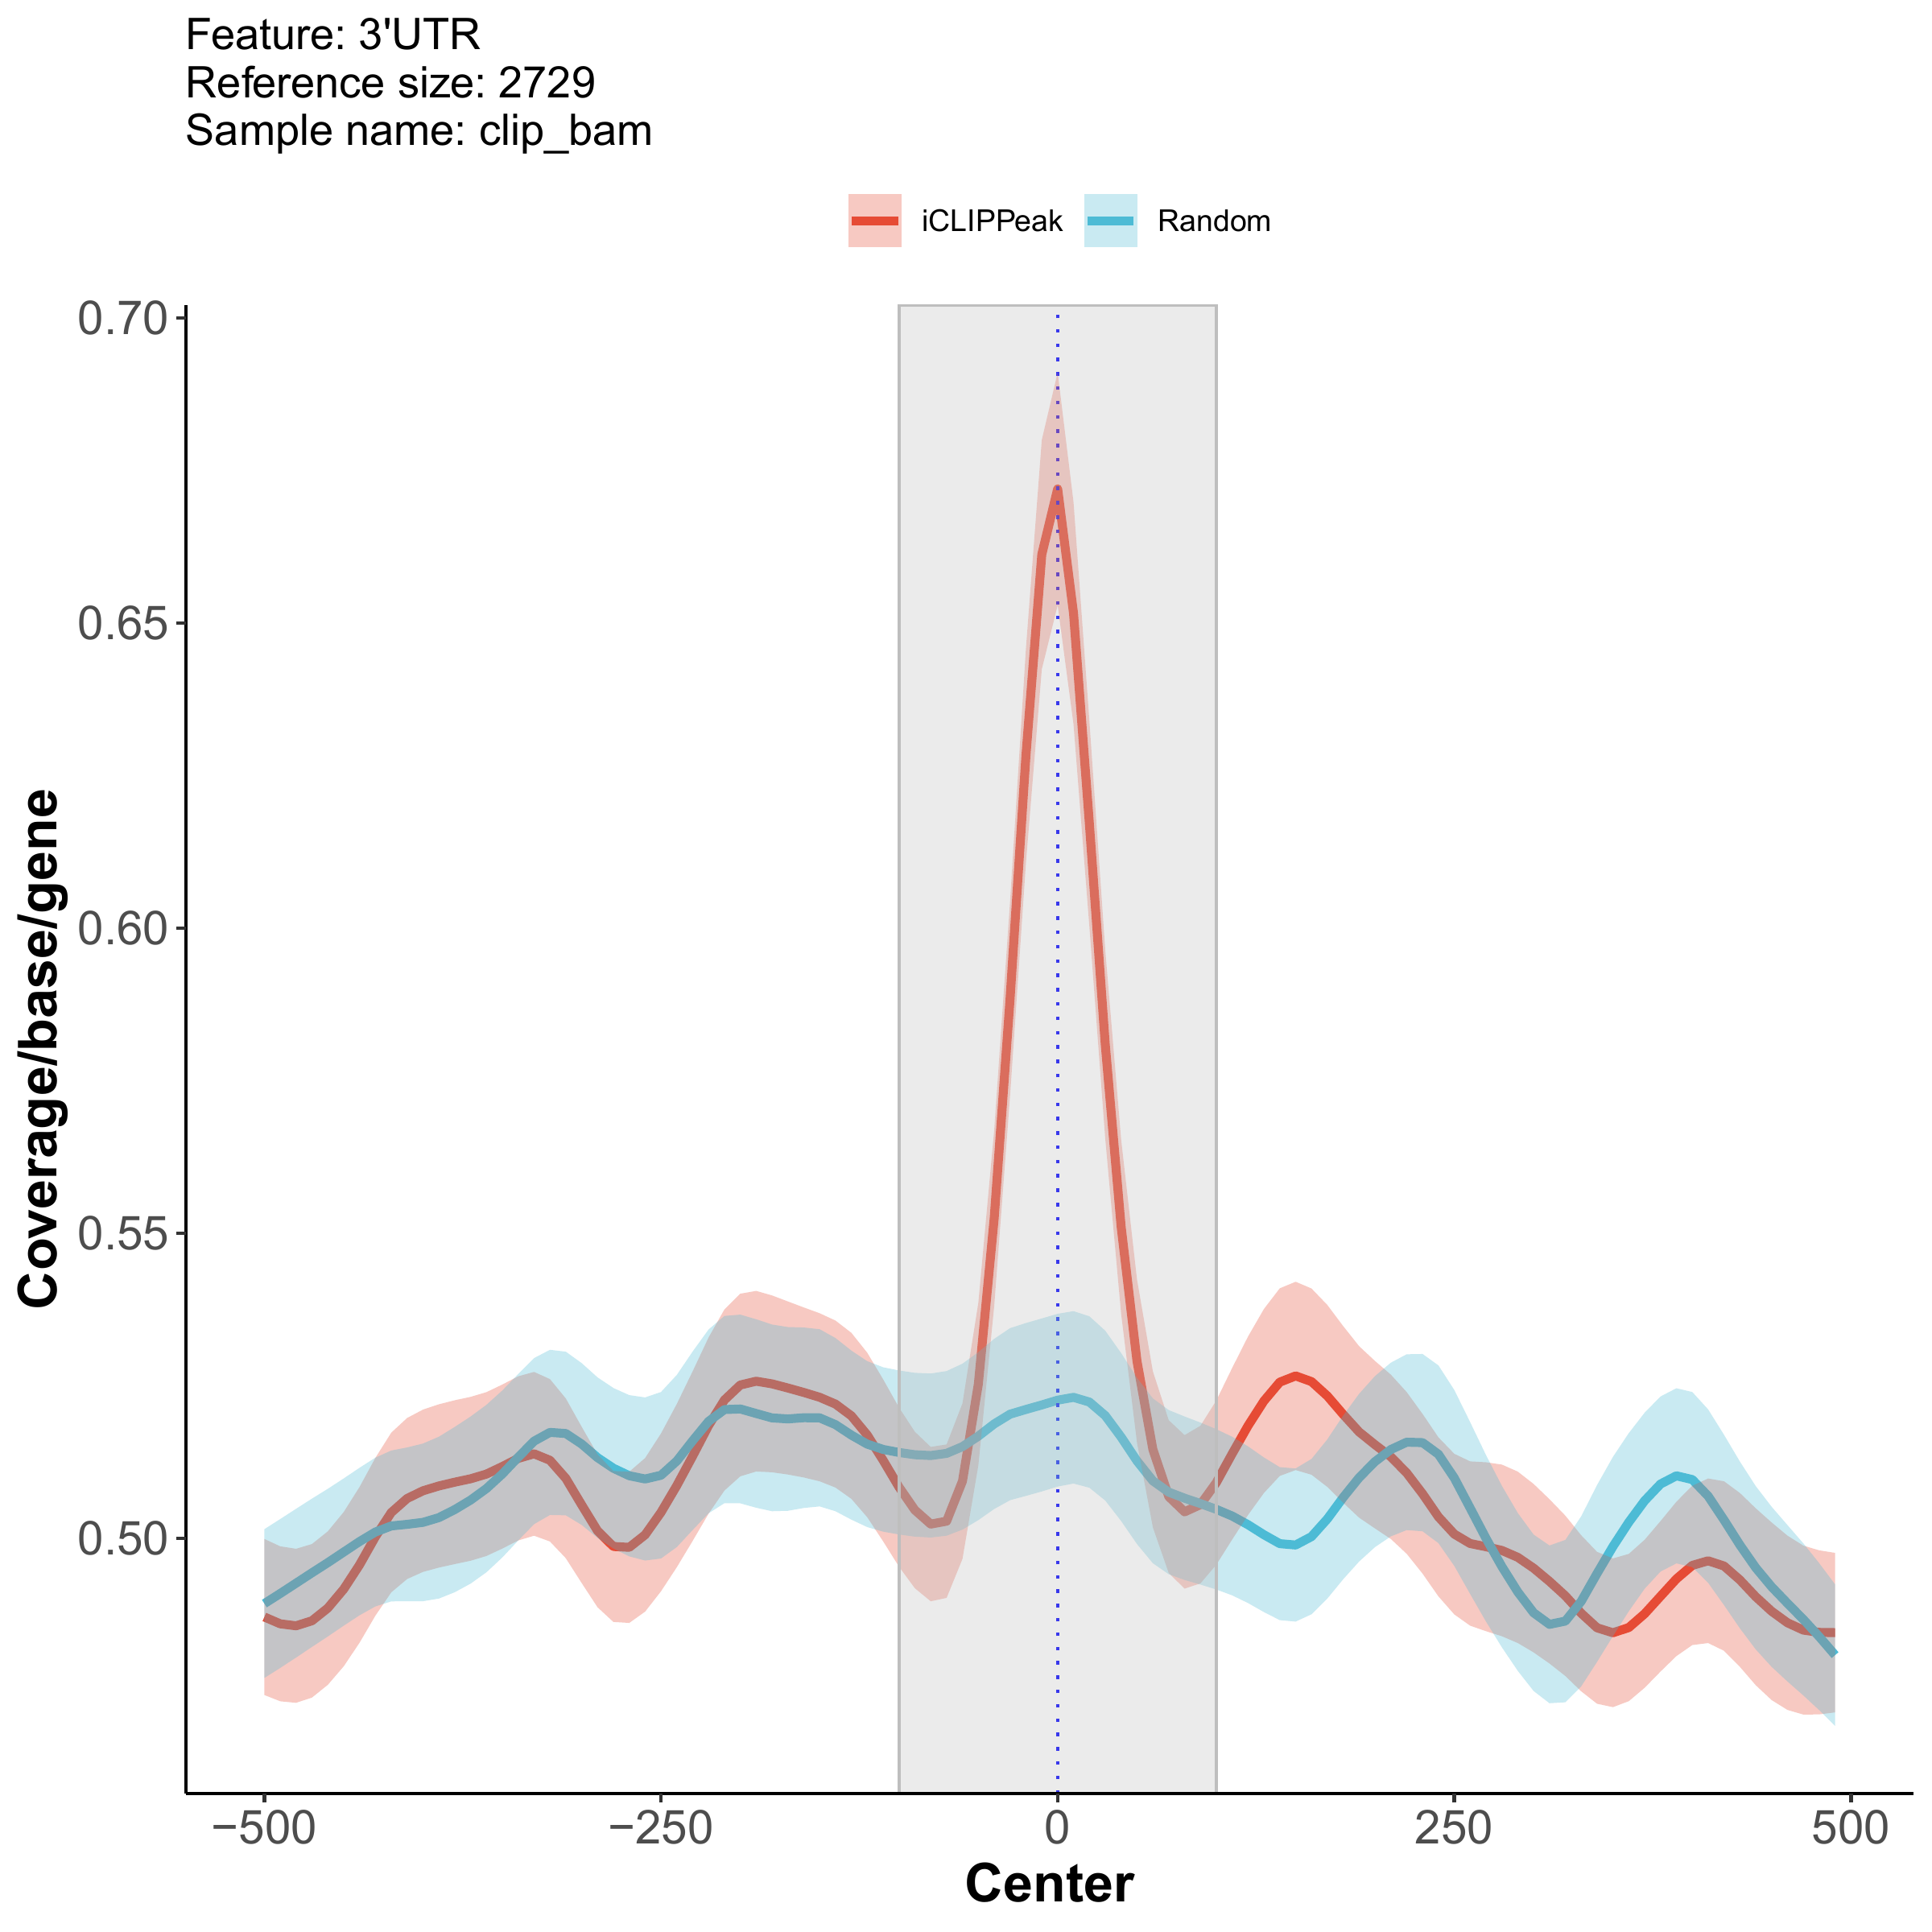 Feature: 3'UTR
Reference size: 2729
Sample name: clip_bam
iCLIPPeak Random
0.70
0.65
0.60
0.55
0.50
Coverage/base/gene
−500 −250 0 250 500
Center